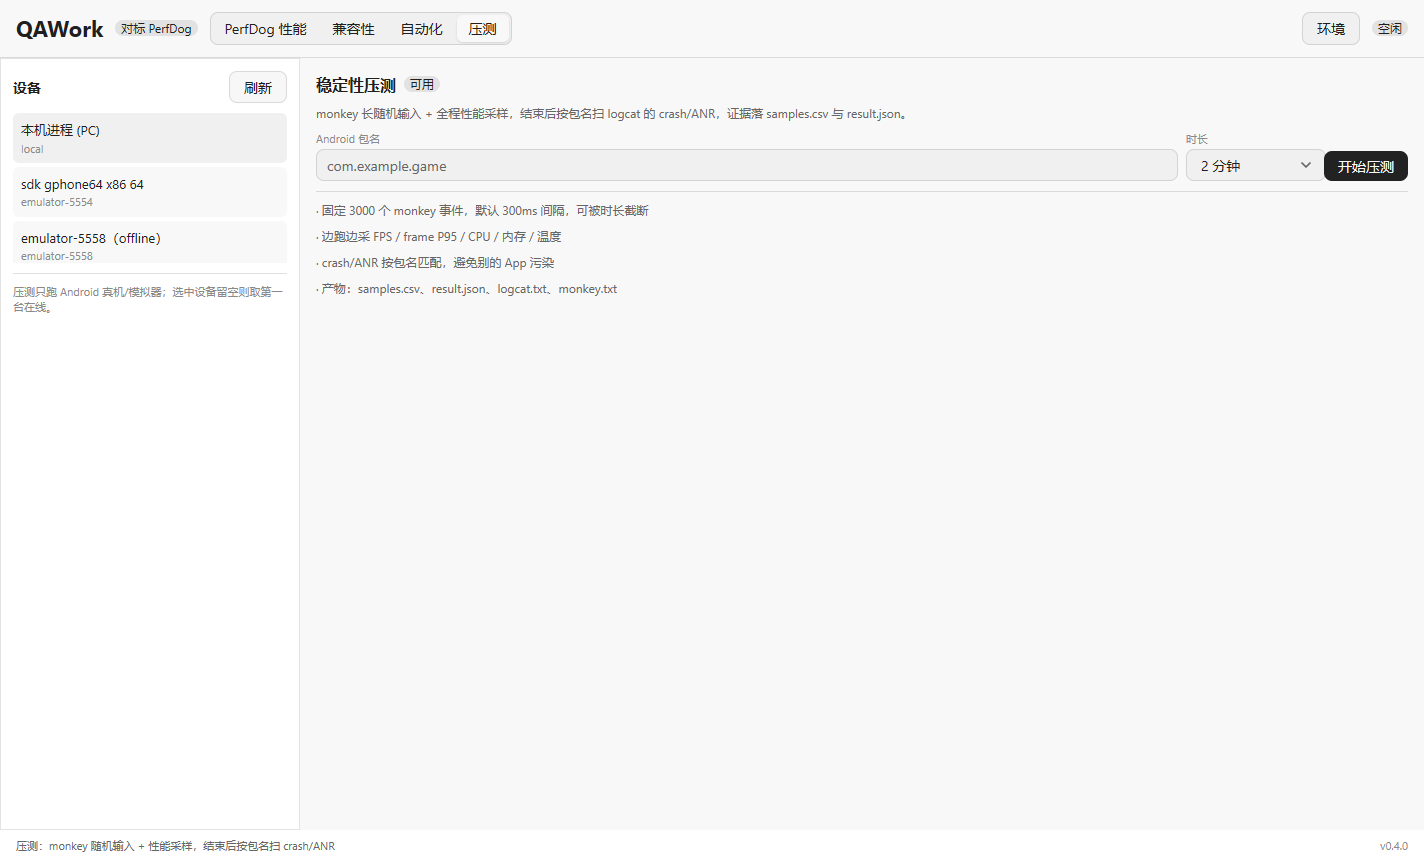 QAWork 对标 PerfDog PerfDog 性能 兼容性 自动化 压测 环境 空闲
设备 刷新
本机进程 (PC)
local
sdk gphone64 x86 64
emulator-5554
emulator-5558（offline）
emulator-5558
压测只跑 Android 真机/模拟器；选中设备留空则取第一
台在线。
稳定性压测 可用
monkey 长随机输入 + 全程性能采样，结束后按包名扫 logcat 的 crash/ANR，证据落 samples.csv 与 result.json。
Android 包名 时长
com.example.game 2 分钟 开始压测
· 固定 3000 个 monkey 事件，默认 300ms 间隔，可被时长截断
· 边跑边采 FPS / frame P95 / CPU / 内存 / 温度
· crash/ANR 按包名匹配，避免别的 App 污染
· 产物：samples.csv、result.json、logcat.txt、monkey.txt
压测：monkey 随机输入 + 性能采样，结束后按包名扫 crash/ANR v0.4.0